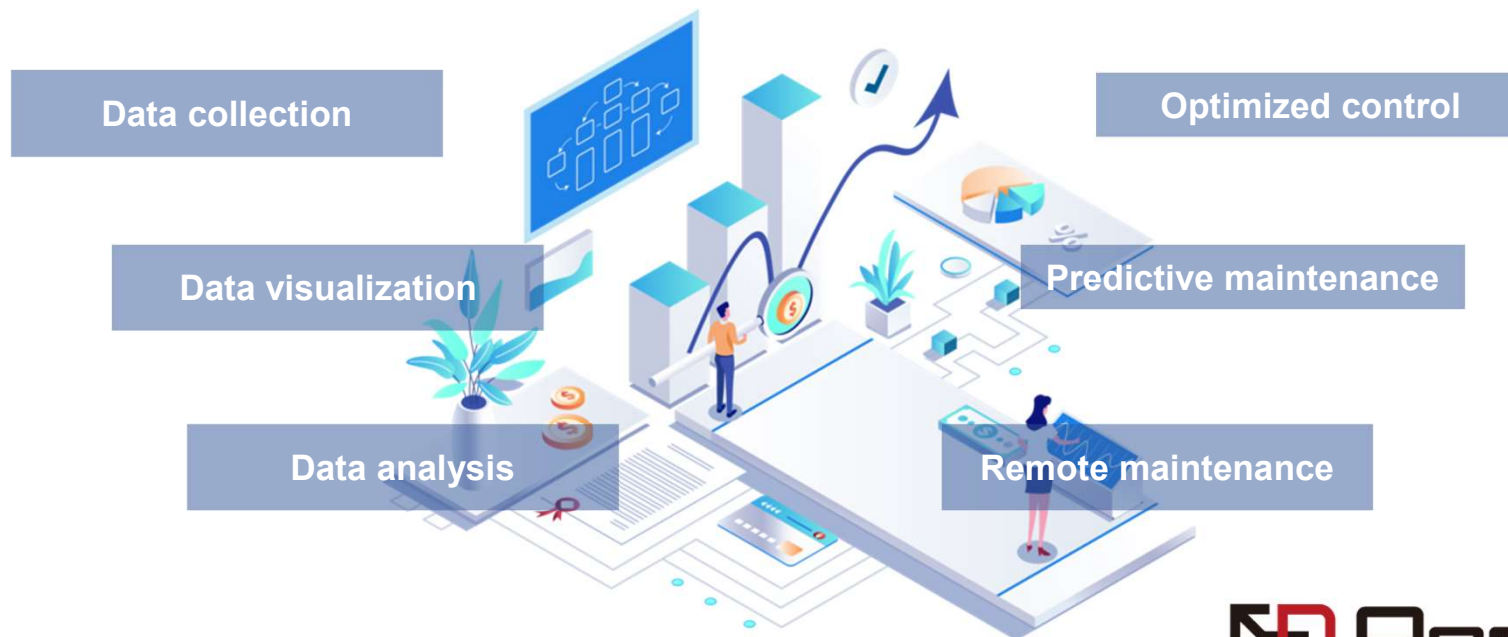 Data collection
Data visualization
Data analysis
Optimized control
Predictive maintenance
Remote maintenance
%